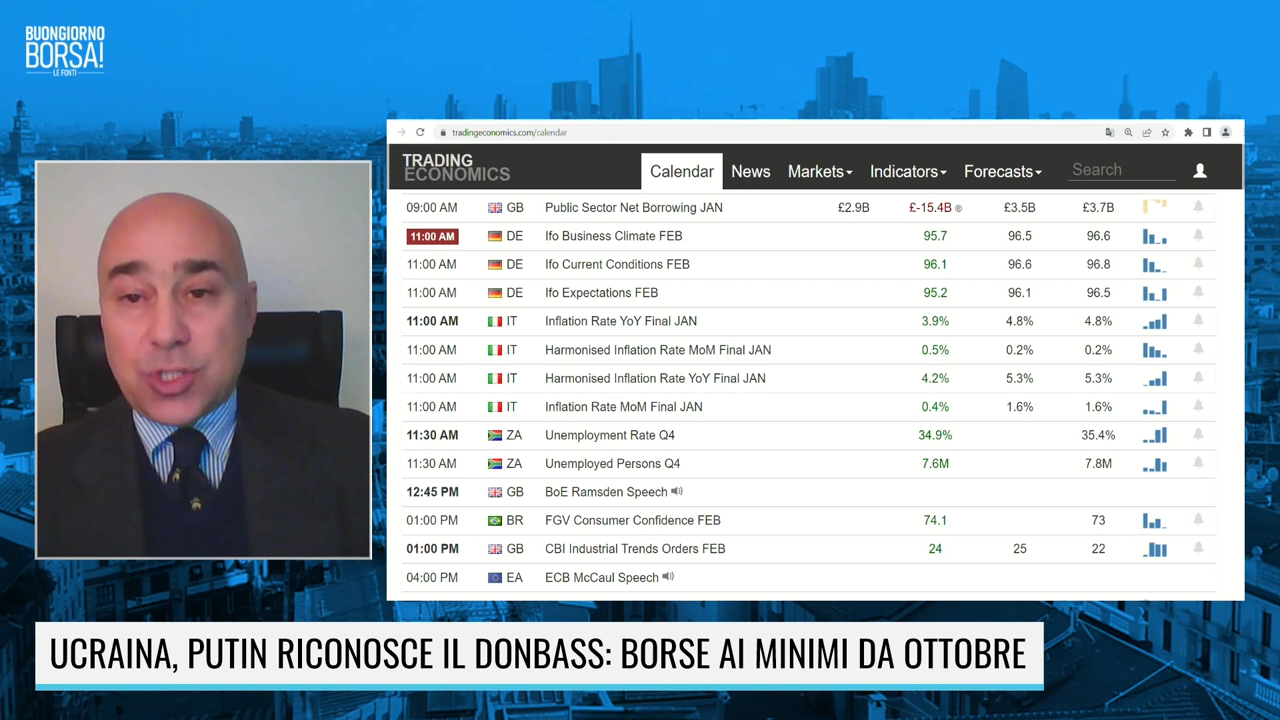 BUONGIORNO
BORSA!
LE FONTI
tradingeconomics.com/calendar
TRADING
ECONOMICS
Calendar News Markets Indicators Forecasts Search
09:00 AM GB Public Sector Net Borrowing JAN £2.9B £-15.4B ® £3.5B £3.7B
11:00 AM DE Ifo Business Climate FEB 95.7 96.5 96.6
11:00 AM DE Ifo Current Conditions FEB 96.1 96.6 96.8
11:00 AM DE Ifo Expectations FEB 95.2 96.1 96.5
11:00 AM IT Inflation Rate YoY Final JAN 3.9% 4.8% 4.8%
11:00 AM IT Harmonised Inflation Rate MoM Final JAN 0.5% 0.2% 0.2%
11:00 AM IT Harmonised Inflation Rate YoY Final JAN 4.2% 5.3% 5.3%
11:00 AM IT Inflation Rate MoM Final JAN 0.4% 1.6% 1.6%
11:30 AM ZA Unemployment Rate Q4 34.9% 35.4%
11:30 AM ZA Unemployed Persons Q4 7.6M 7.8M
12:45 PM GB BoE Ramsden Speech
01:00 PM BR FGV Consumer Confidence FEB 74.1 73
01:00 PM GB CBI Industrial Trends Orders FEB 24 25 22
04:00 PM EA ECB McCaul Speech
UCRAINA, PUTIN RICONOSCE IL DONBASS: BORSE AI MINIMI DA OTTOBRE